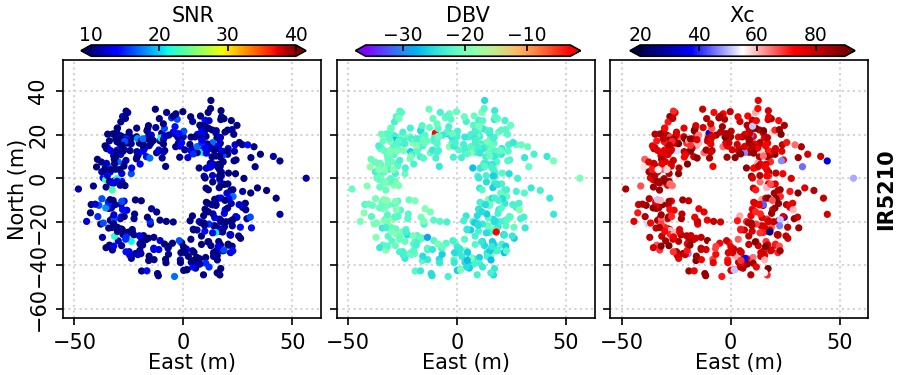 SNR
DBV
Xc
10 20 30 40
−30 −20 −10
20 40 60 80
North (m)
40
20
0
−20
−40
−60
IR5210
−50 0 50
−50 0 50
−50 0 50
East (m)
East (m)
East (m)